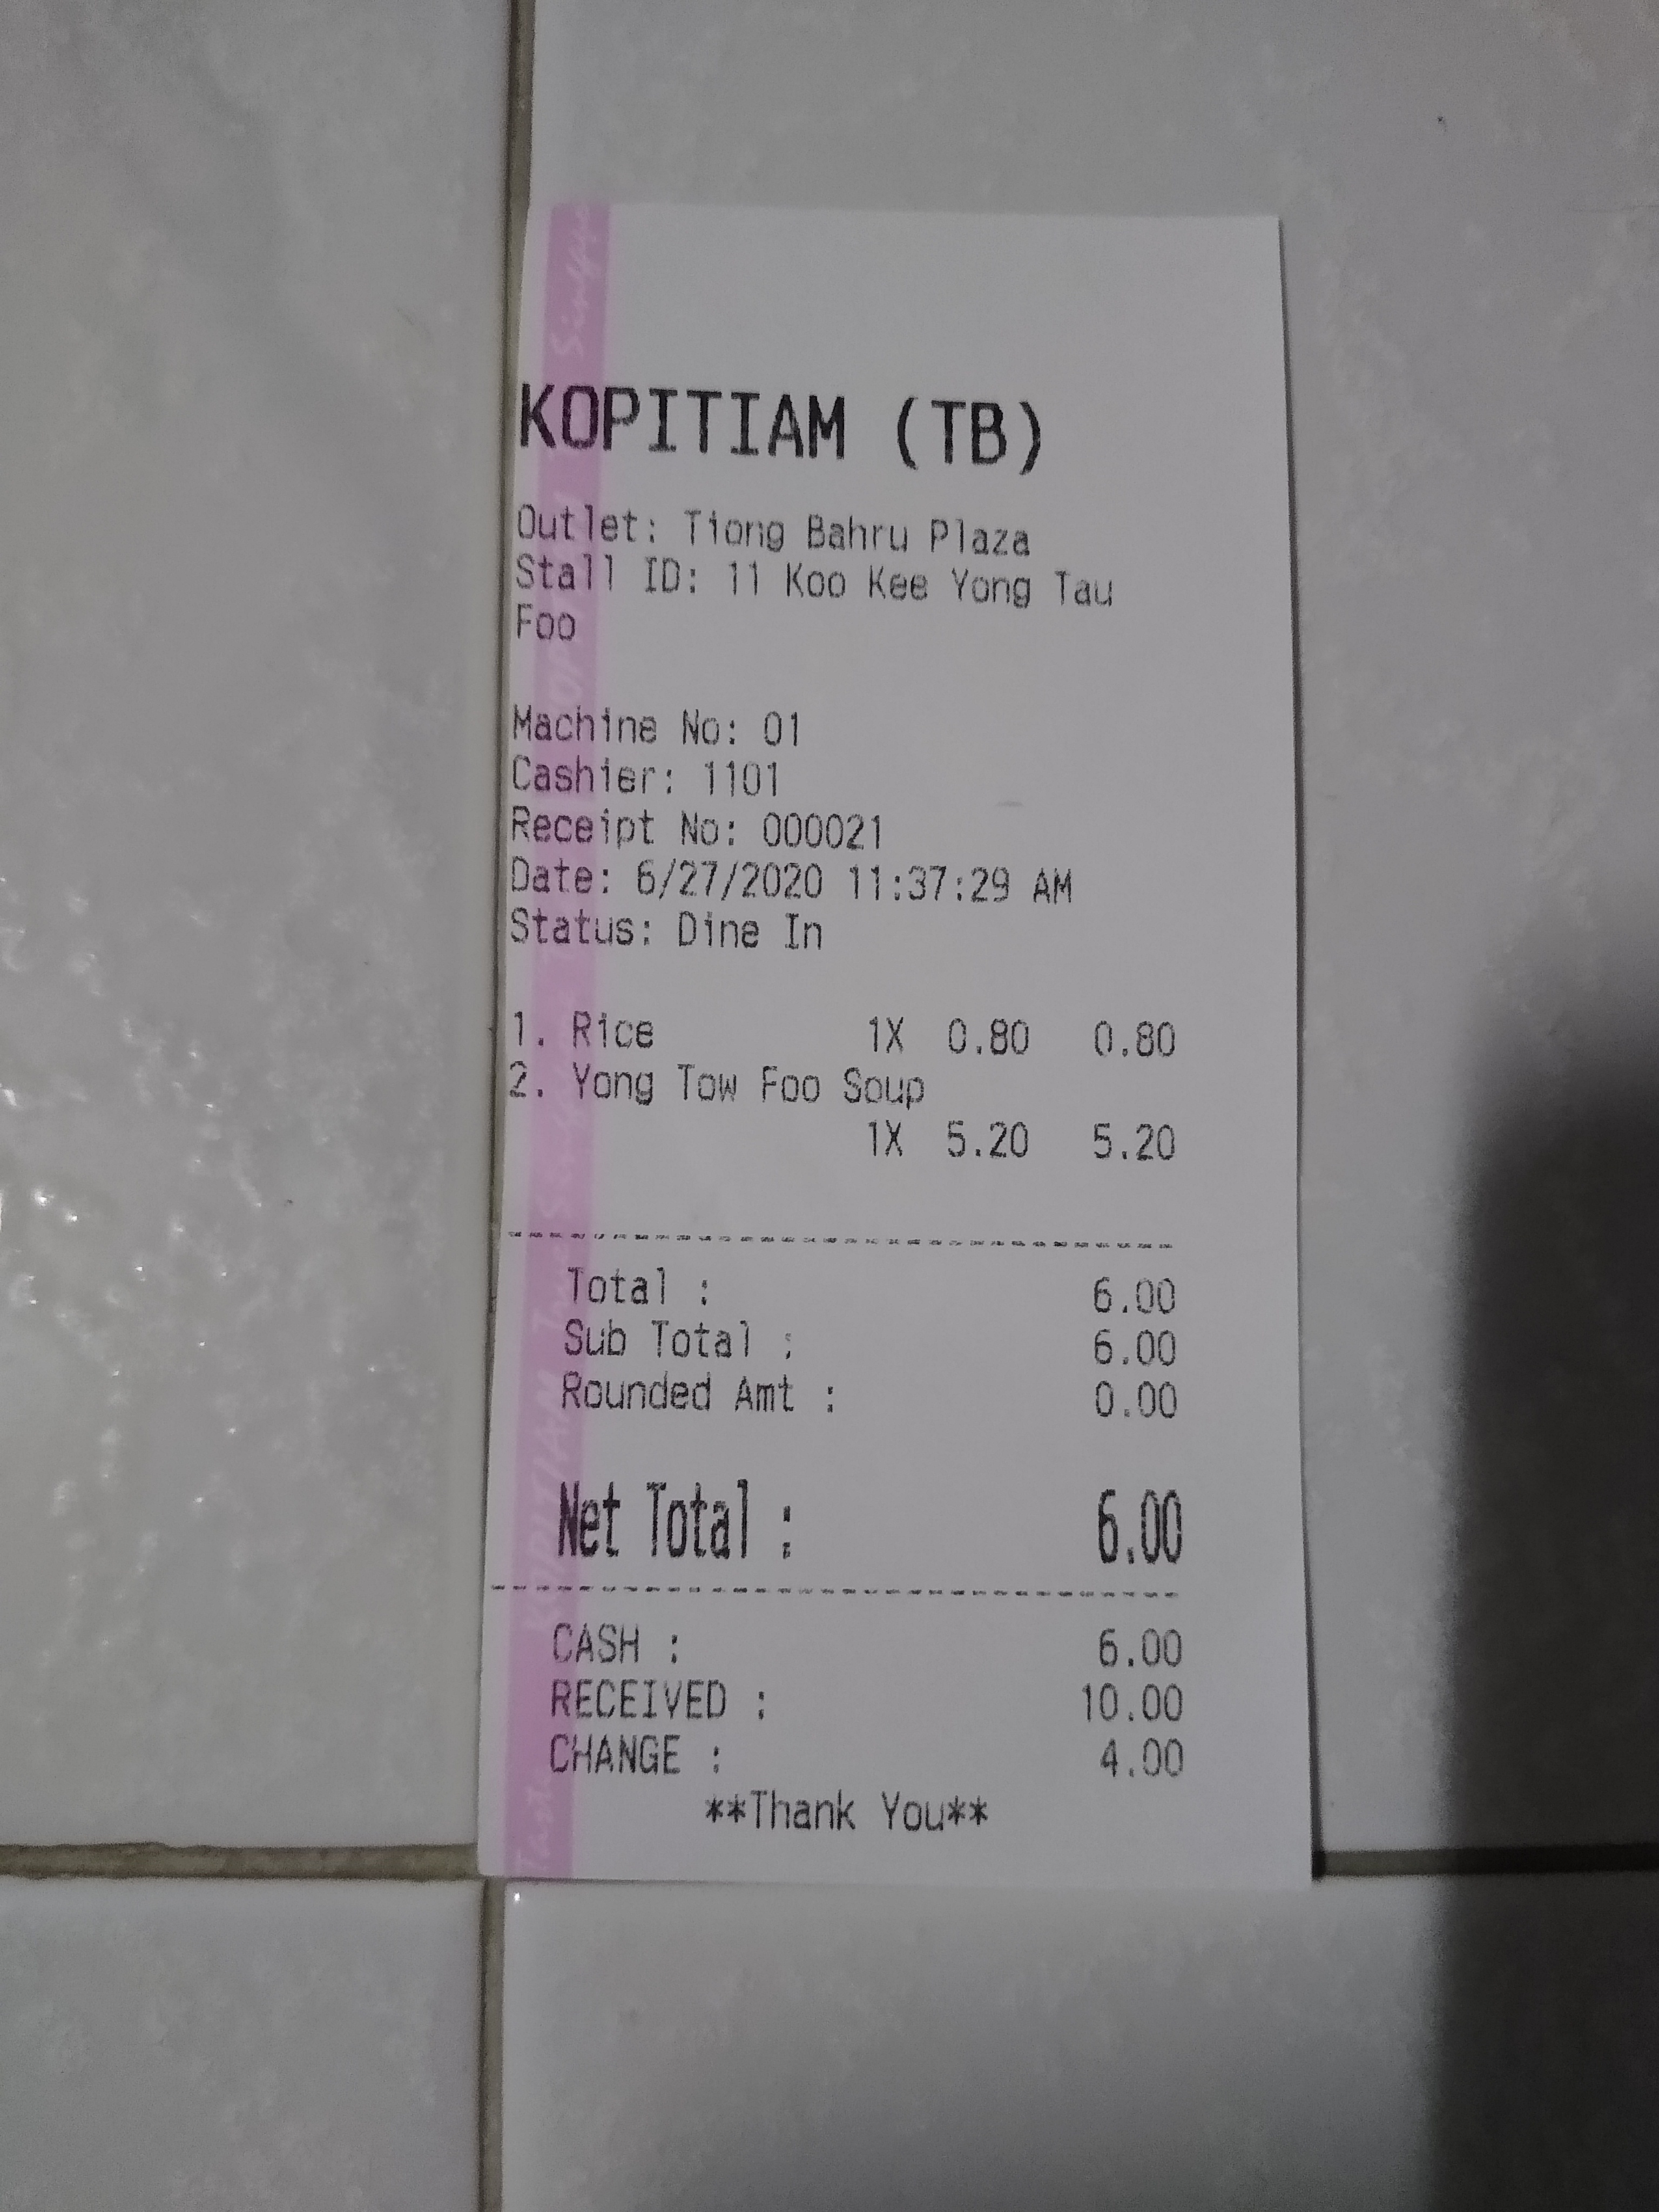 KOPITIAM (TB)
Outlet: Tiong Bahru Plaza
Stall ID: 11 Koo Kee Yong Tau
Foo
Machine No: 01
Cashier: 1101
Receipt No: 000021
Date: 6/27/2020 11:37:29 AM
Status: Dine In
1. Rice 1X 0.80 0.80
2. Yong Tow Foo Soup
1X 5.20 5.20
Total : 6.00
Sub Total : 6.00
Rounded Amt : 0.00
Net Total : 6.00
CASH : 6.00
RECEIVED : 10.00
CHANGE : 4.00
**Thank You**
KOPITIAM